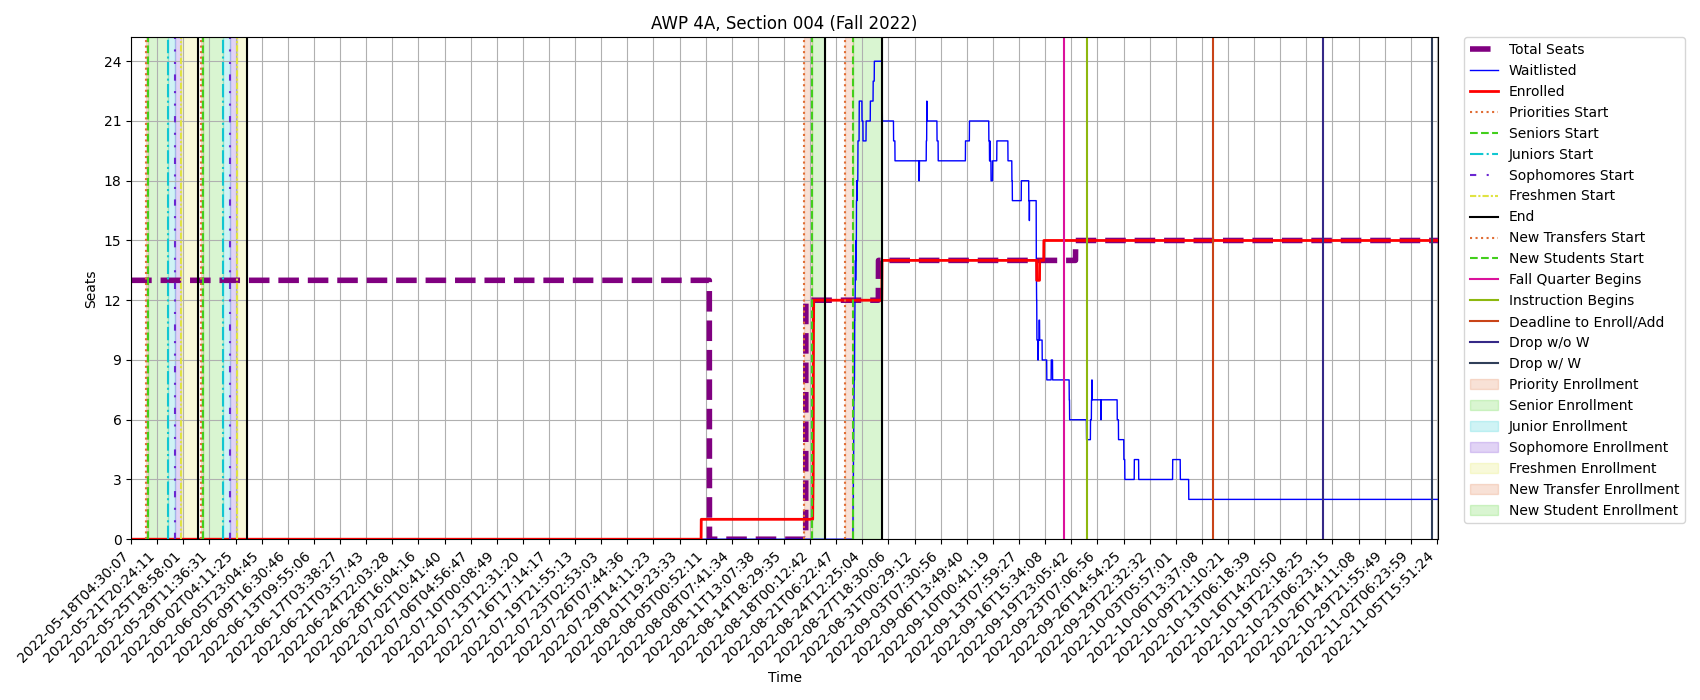 AWP 4A, Section 004 (Fall 2022)
Seats
24
21
18
15
12
9
6
3
0
2022-05-18T04:30:07
2022-05-21T20:24:11
2022-05-25T18:58:01
2022-05-29T11:36:31
2022-06-02T04:11:25
2022-06-05T23:04:45
2022-06-09T16:30:46
2022-06-13T09:55:06
2022-06-17T03:38:27
2022-06-21T03:57:43
2022-06-24T22:03:28
2022-06-28T16:04:16
2022-07-02T10:41:40
2022-07-06T04:56:47
2022-07-10T00:08:49
2022-07-13T12:31:20
2022-07-16T17:14:17
2022-07-19T21:55:13
2022-07-23T02:53:03
2022-07-26T07:44:36
2022-07-29T14:11:23
2022-08-01T19:23:33
2022-08-05T00:52:11
2022-08-08T07:41:34
2022-08-11T13:07:38
2022-08-14T18:29:35
2022-08-18T00:12:42
2022-08-21T06:22:47
2022-08-24T12:25:04
2022-08-27T18:30:06
2022-08-31T00:29:12
2022-09-03T07:30:56
2022-09-06T13:49:40
2022-09-10T00:41:19
2022-09-13T07:59:27
2022-09-16T15:34:08
2022-09-19T23:05:42
2022-09-23T07:06:56
2022-09-26T14:54:25
2022-09-29T22:32:32
2022-10-03T05:57:01
2022-10-06T13:37:08
2022-10-09T21:10:21
2022-10-13T06:18:39
2022-10-16T14:20:50
2022-10-19T22:18:25
2022-10-23T06:23:15
2022-10-26T14:11:08
2022-10-29T21:55:49
2022-11-02T06:23:59
2022-11-05T15:51:24
Time
Total Seats
Waitlisted
Enrolled
Priorities Start
Seniors Start
Juniors Start
Sophomores Start
Freshmen Start
End
New Transfers Start
New Students Start
Fall Quarter Begins
Instruction Begins
Deadline to Enroll/Add
Drop w/o W
Drop w/ W
Priority Enrollment
Senior Enrollment
Junior Enrollment
Sophomore Enrollment
Freshmen Enrollment
New Transfer Enrollment
New Student Enrollment